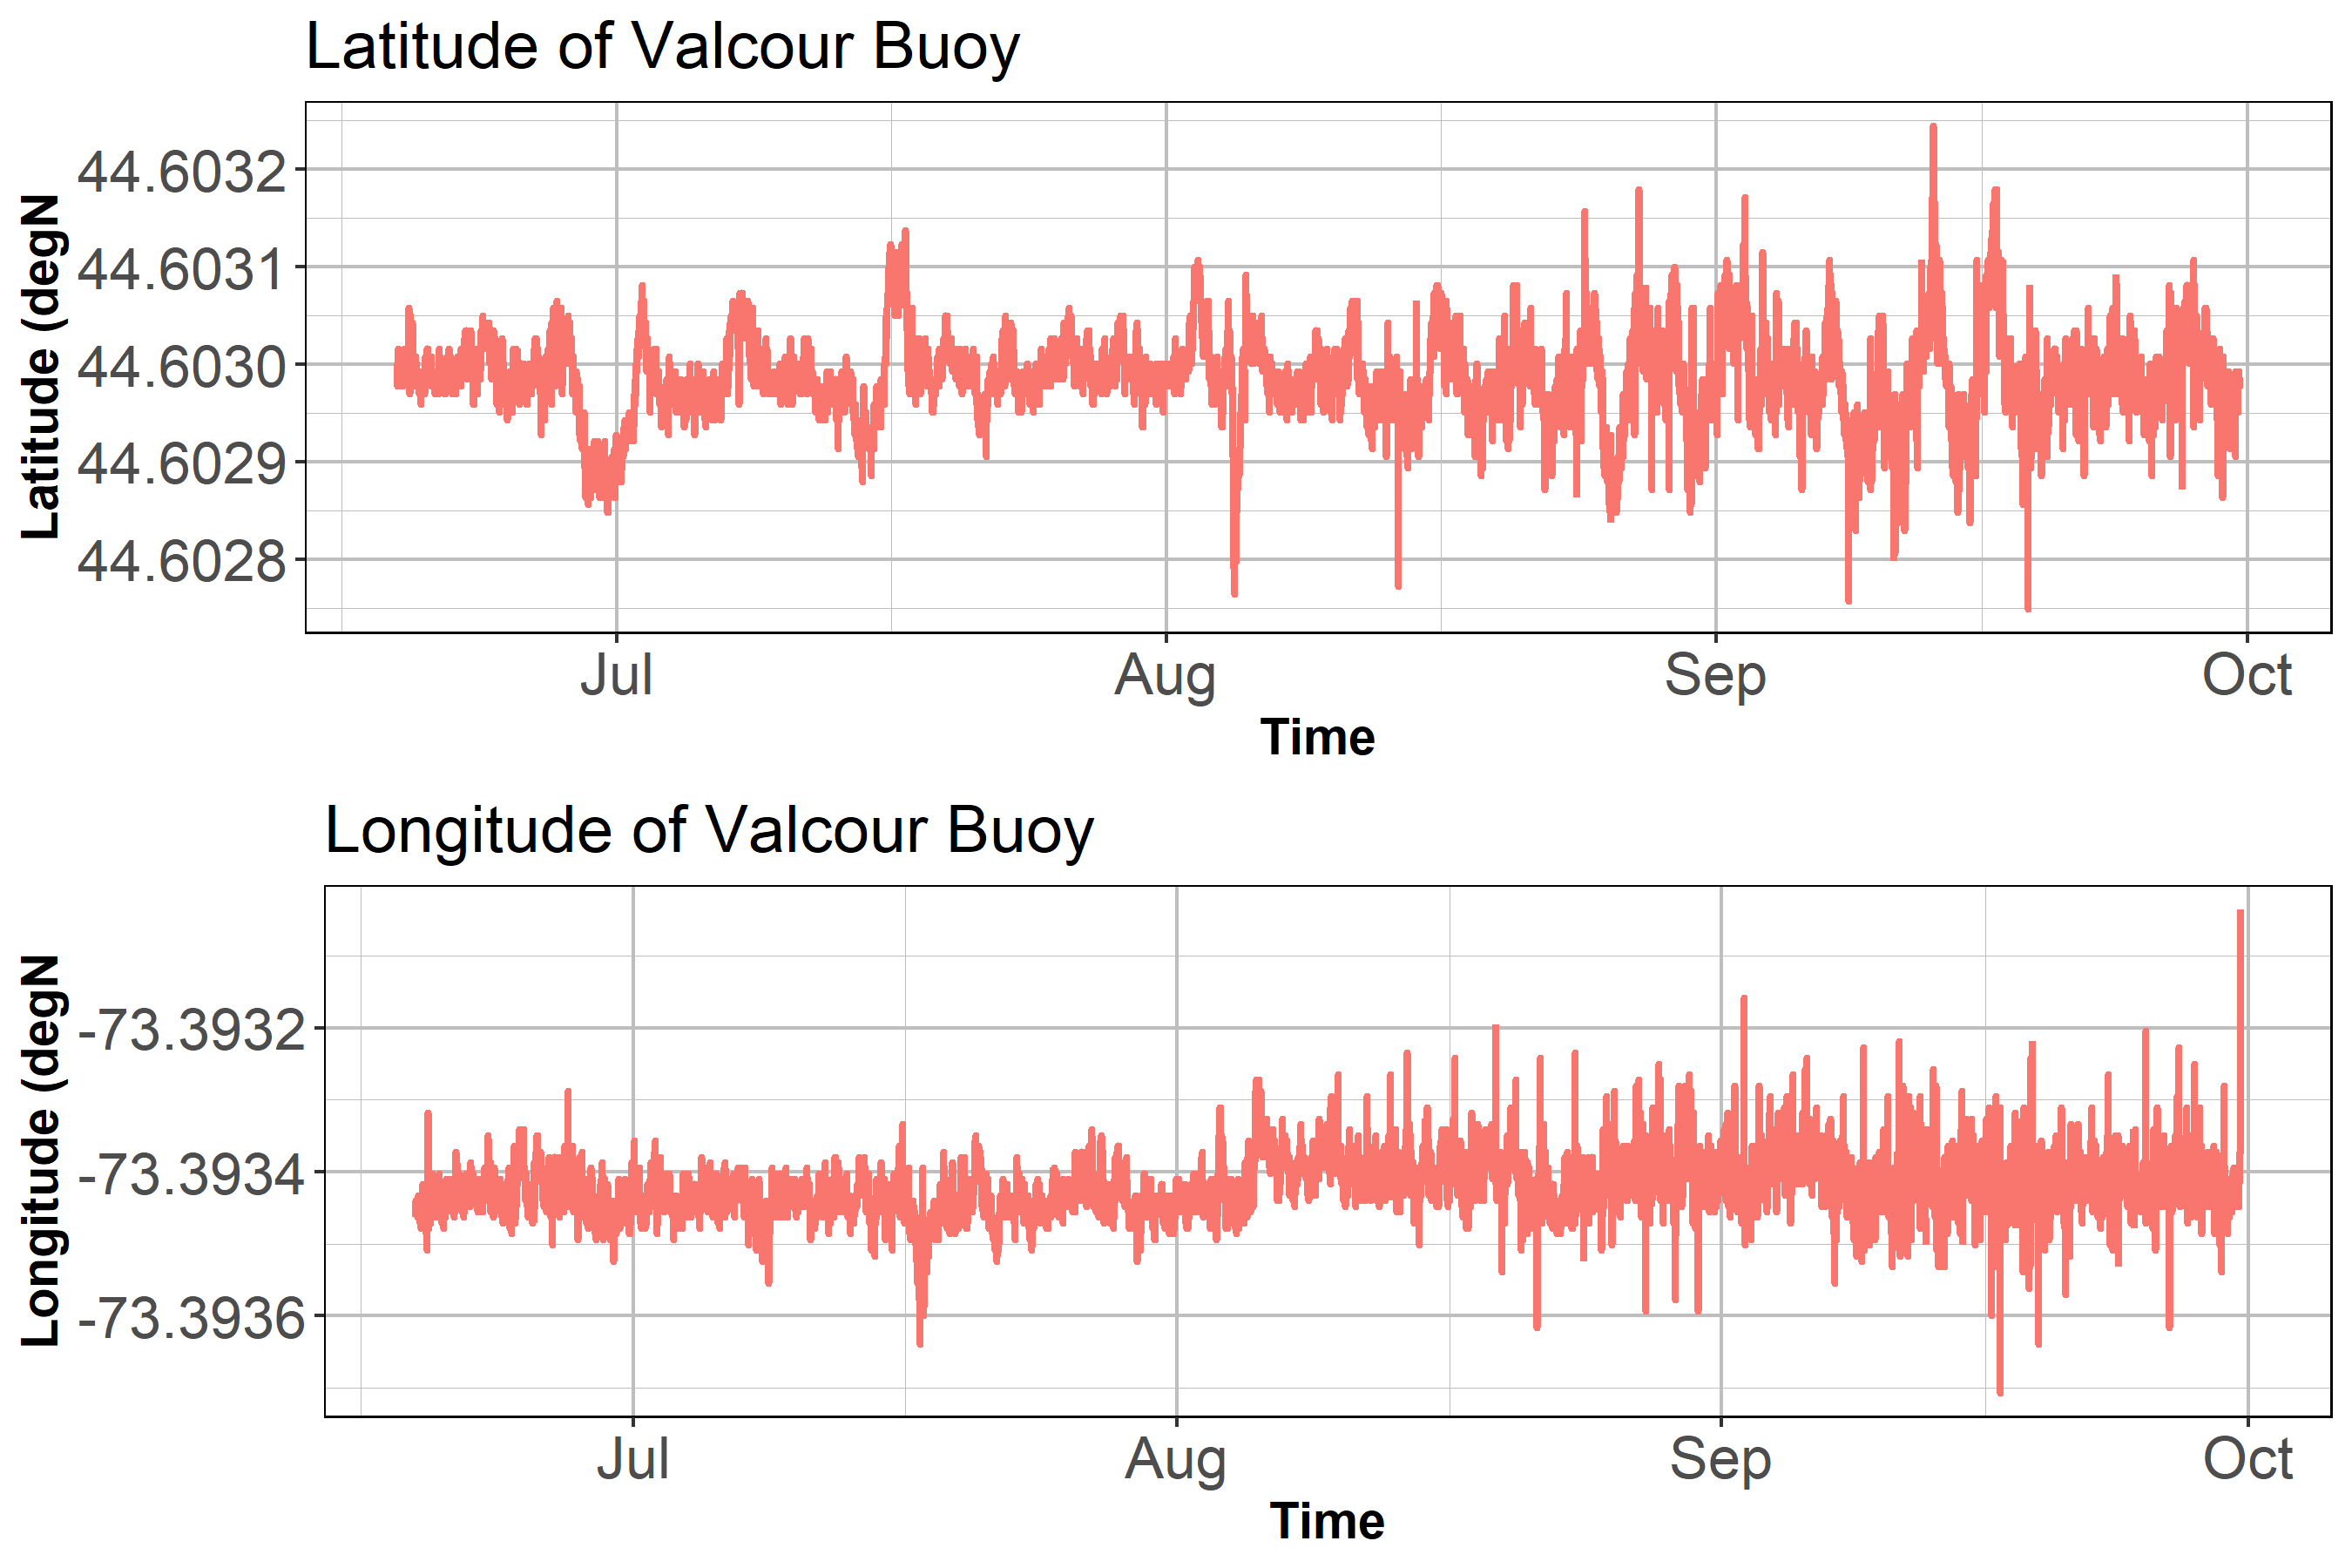 Latitude of Valcour Buoy
Latitude (degN
44.6032
44.6031
44.6030
44.6029
44.6028
Jul Aug Sep Oct
Time
Longitude of Valcour Buoy
Longitude (degN
-73.3932
-73.3934
-73.3936
Jul Aug Sep Oct
Time